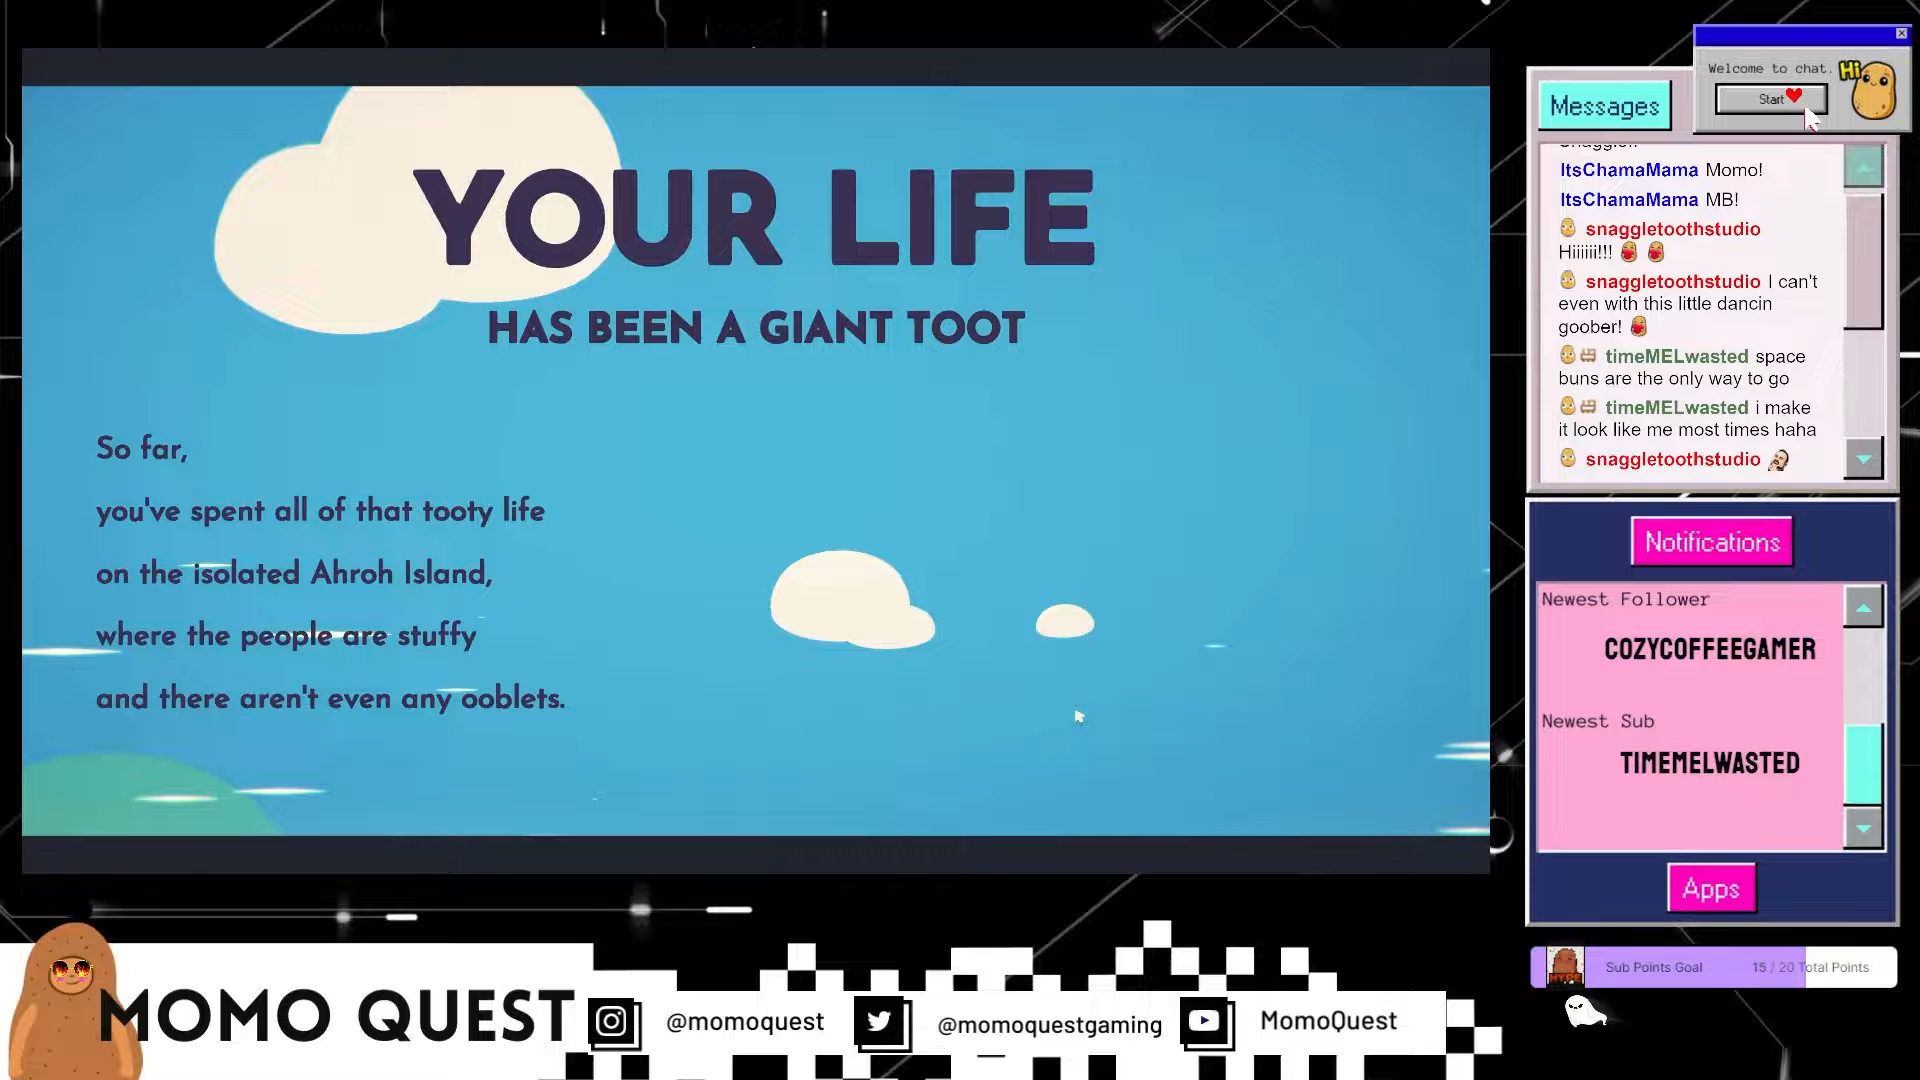 YOUR LIFE
HAS BEEN A GIANT TOOT
So far,
you've spent all of that tooty life
on the isolated Ahroh Island,
where the people are stuffy
and there aren't even any ooblets.
Welcome to chat.
Hi
Start
Messages
ItsChamaMama Momo!
ItsChamaMama MB!
snaggletoothstudio
Hiiiiii!!!
snaggletoothstudio I can't
even with this little dancin
goober!
timeMELwasted space
buns are the only way to go
timeMELwasted i make
it look like me most times haha
snaggletoothstudio
Notifications
Newest Follower
COZYCOFFEEGAMER
Newest Sub
TIMEMELWASTED
Apps
HYPE
Sub Points Goal 15 / 20 Total Points
MOMO QUEST
@momoquest
@momoquestgaming
MomoQuest